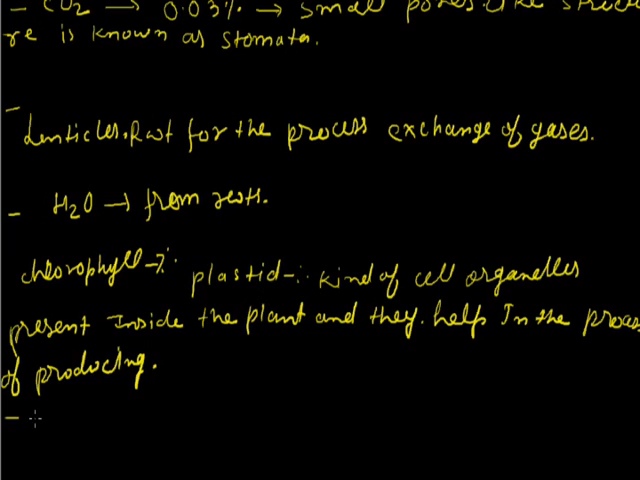 - CO2 → 0.03% → small pores like structu
re is known as stomata.
-
Lenticles. Root for the process exchange of gases.
- H2O → from roots.
chlorophyll -: plastid -: kind of cell organelles
present Inside the plant and they. help In the process
of producing.
-